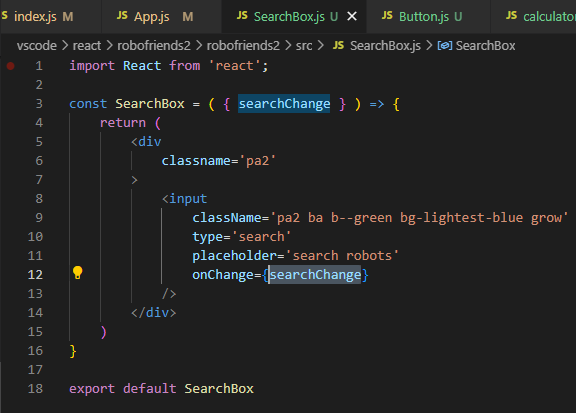 JS index.js M JS App.js M JS SearchBox.js U X JS Button.js U JS calculator
vscode > react > robofriends2 > robofriends2 > src > JS SearchBox.js > SearchBox
1 import React from 'react';
2
3 const SearchBox = ( { searchChange } ) => {
4 return (
5 <div
6 classname='pa2'
7 >
8 <input
9 className='pa2 ba b--green bg-lightest-blue grow'
10 type='search'
11 placeholder='search robots'
12 onChange={searchChange}
13 />
14 </div>
15 )
16 }
17
18 export default SearchBox